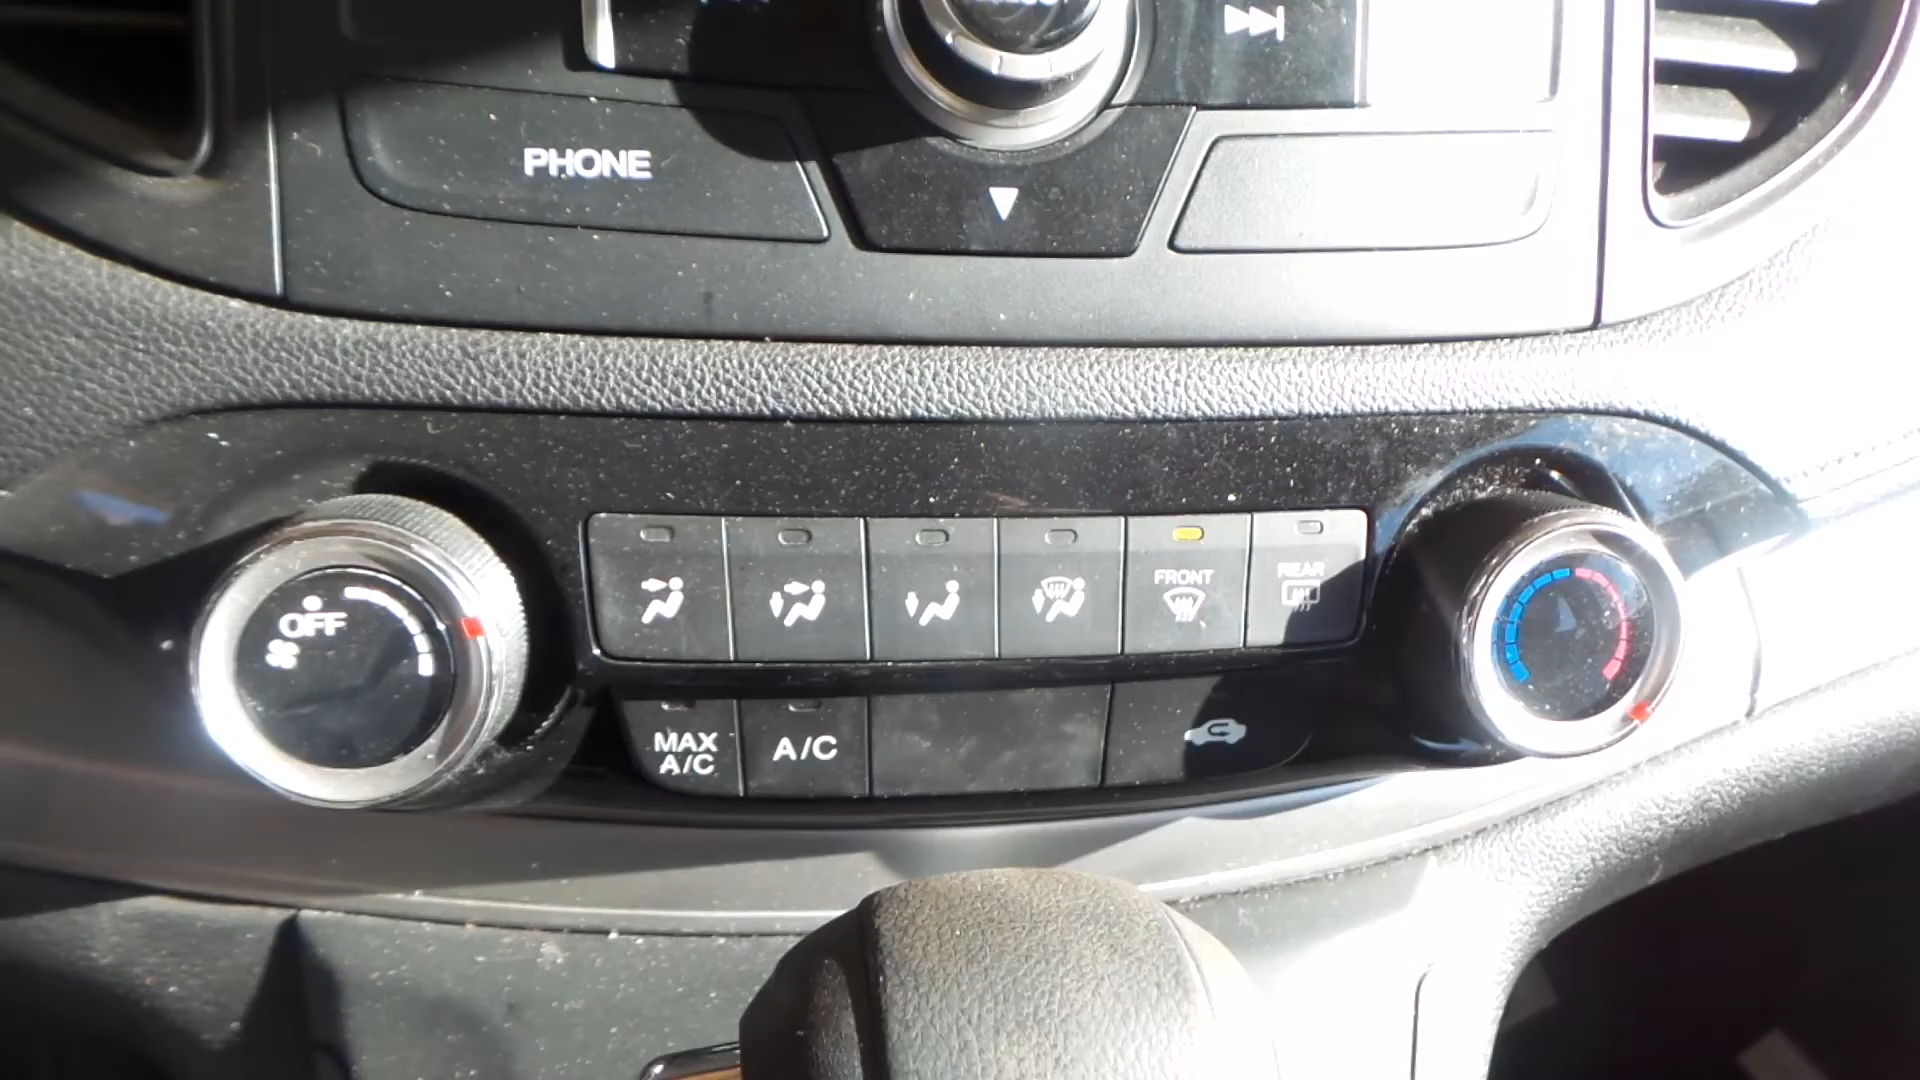 PHONE
OFF
FRONT
REAR
MAX
A/C
A/C